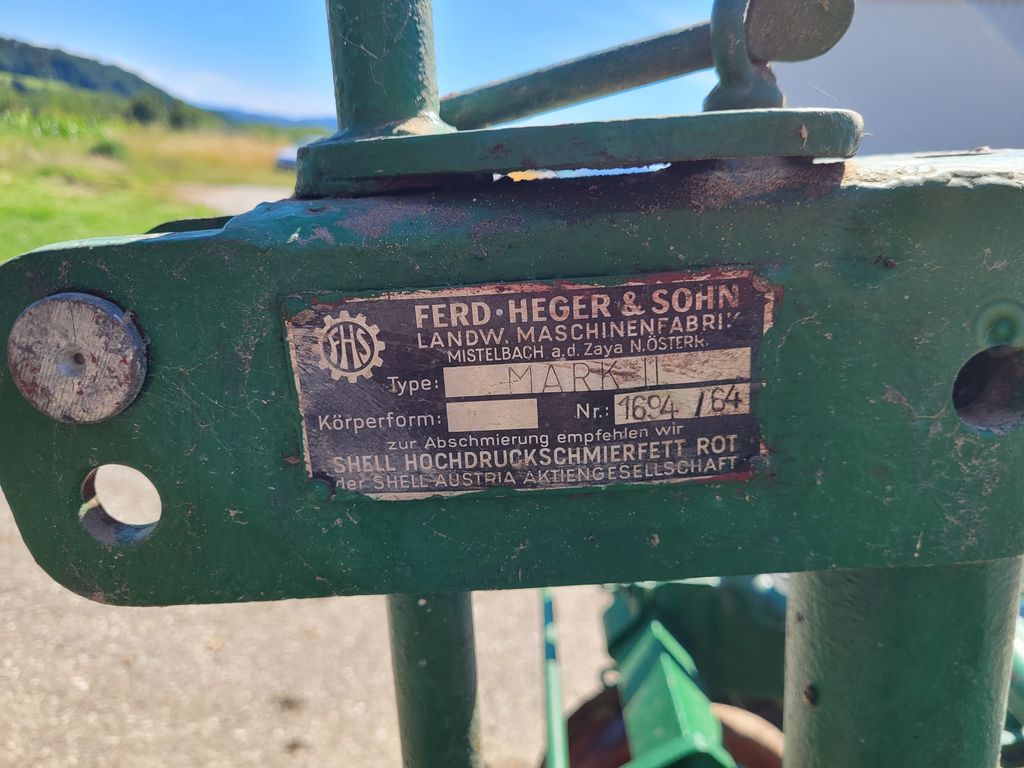 FHS
FERD · HEGER & SOHN
LANDW. MASCHINENFABRIK
MISTELBACH a.d. Zaya N.ÖSTERR.
Type: MARK II
Körperform:
Nr.: 1694 / 64
zur Abschmierung empfehlen wir
SHELL HOCHDRUCKSCHMIERFETT ROT
der SHELL AUSTRIA AKTIENGESELLSCHAFT